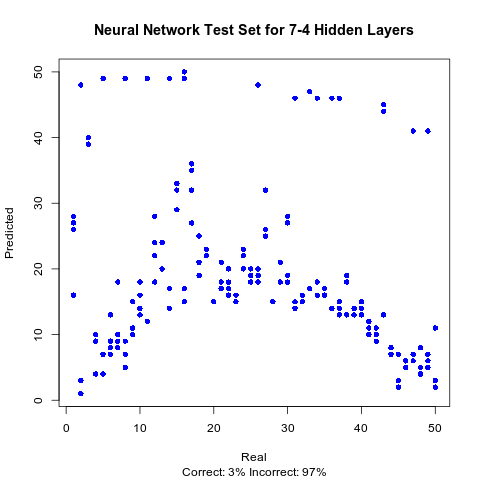 Neural Network Test Set for 7-4 Hidden Layers
50
40
30
20
10
0
Predicted
0 10 20 30 40 50
Real
Correct: 3% Incorrect: 97%